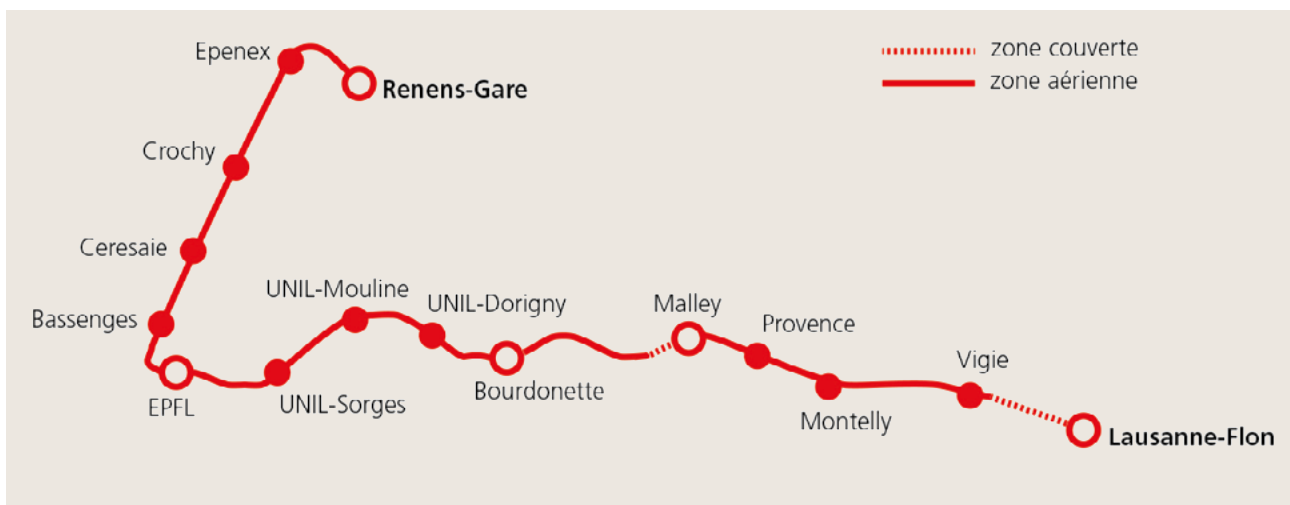 Epenex
Renens-Gare
zone couverte
zone aérienne
Crochy
Ceresaie
Bassenges
EPFL
UNIL-Sorges
UNIL-Mouline
UNIL-Dorigny
Bourdonette
Malley
Provence
Montelly
Vigie
Lausanne-Flon